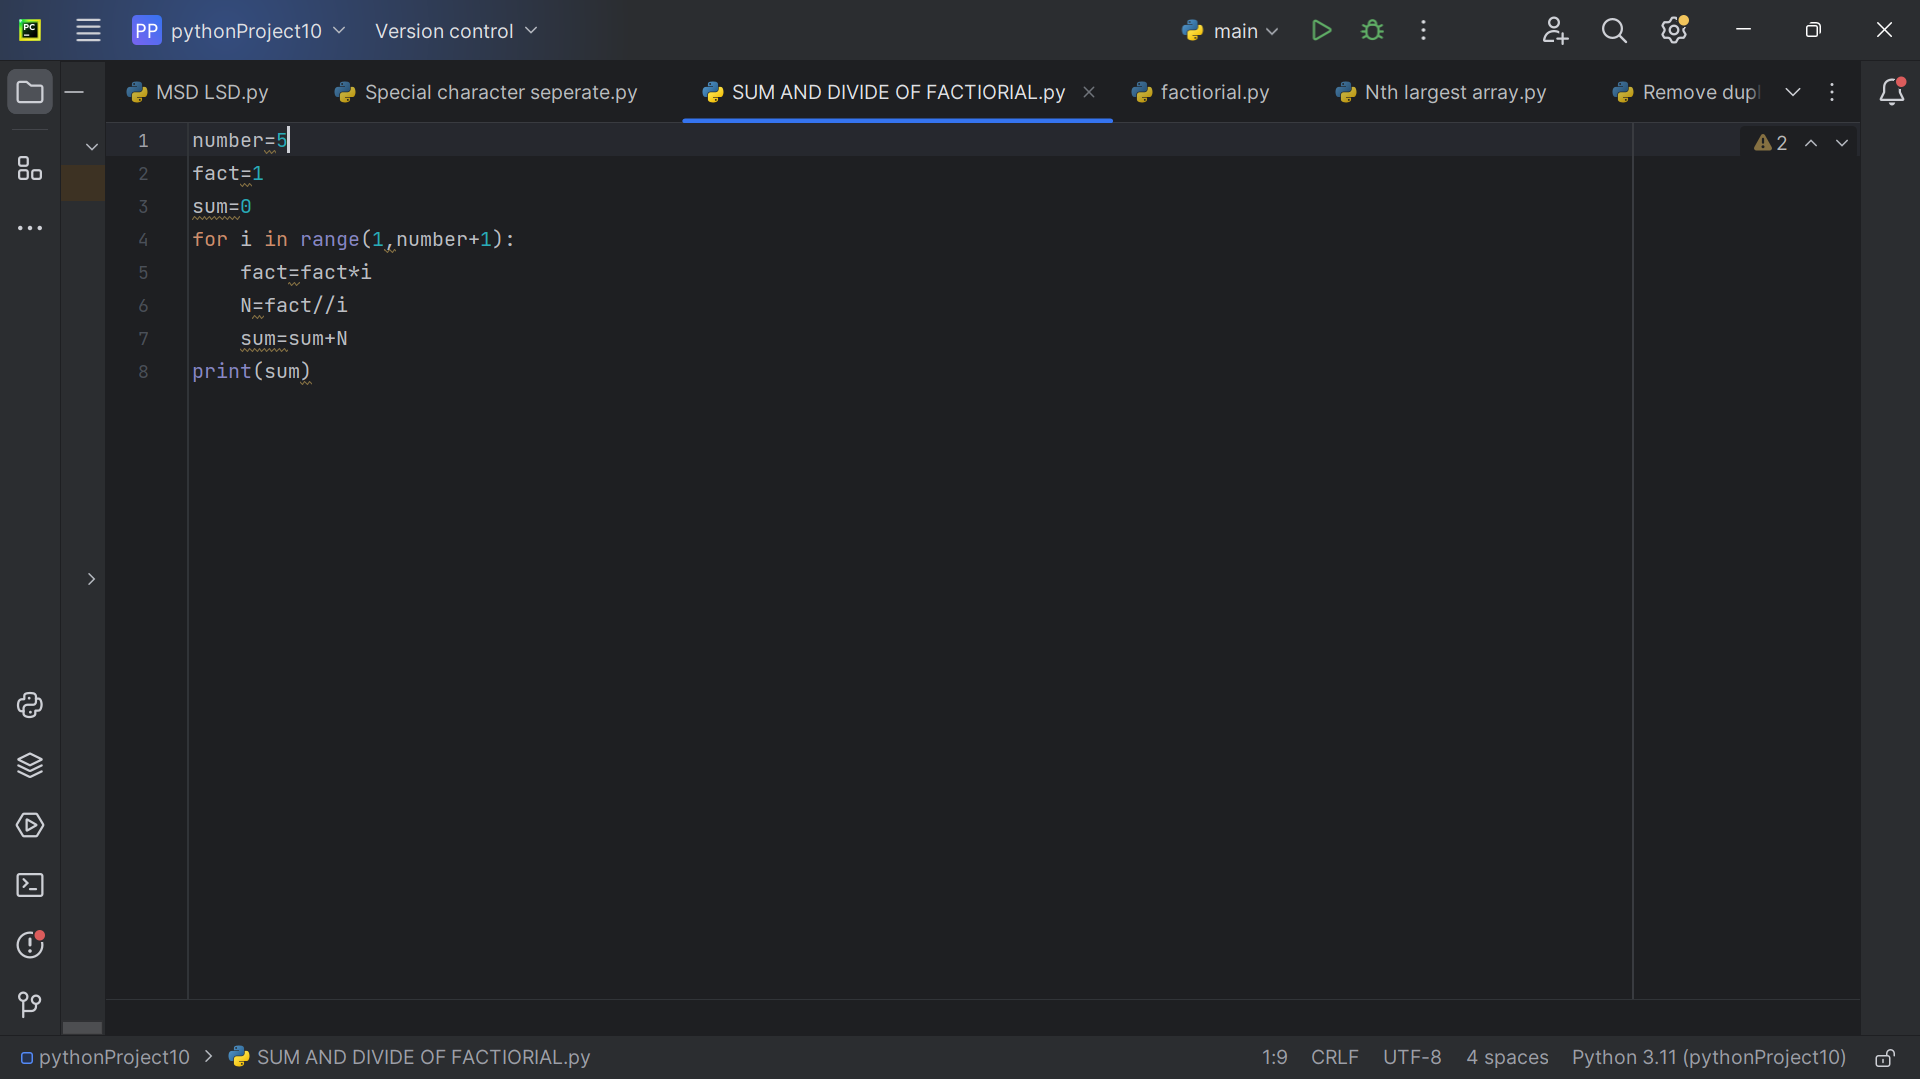 PC PP pythonProject10 Version control main
MSD LSD.py Special character seperate.py SUM AND DIVIDE OF FACTIORIAL.py factiorial.py Nth largest array.py Remove dupl
1 number=5 2
2 fact=1
3 sum=0
4 for i in range(1,number+1):
5 fact=fact*i
6 N=fact//i
7 sum=sum+N
8 print(sum)
pythonProject10 > SUM AND DIVIDE OF FACTIORIAL.py 1:9 CRLF UTF-8 4 spaces Python 3.11 (pythonProject10)